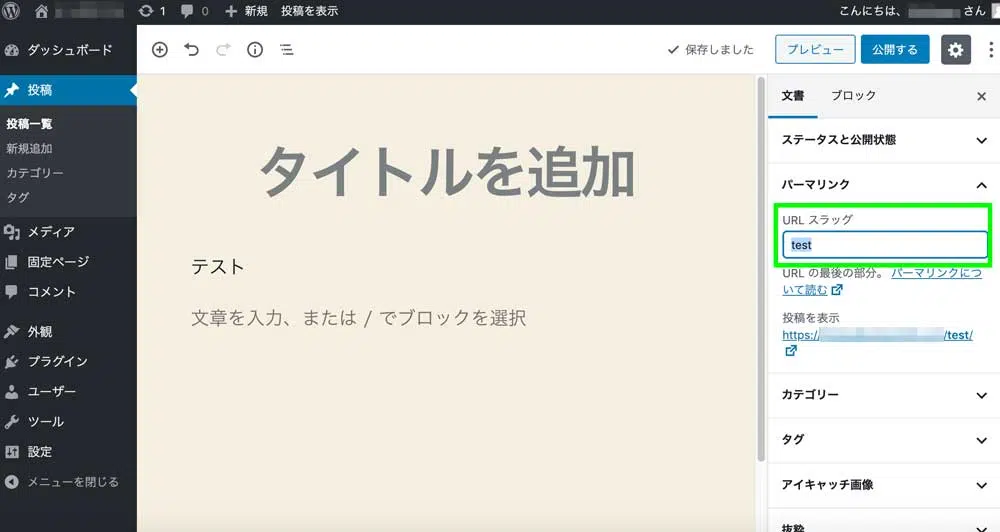 1
0
新規
投稿を表示
こんにちは、
さん
ダッシュボード
投稿
投稿一覧
新規追加
カテゴリー
タグ
メディア
固定ページ
コメント
外観
プラグイン
ユーザー
ツール
設定
メニューを閉じる
保存しました
プレビュー
公開する
タイトルを追加
テスト
文章を入力、または / でブロックを選択
文書
ブロック
ステータスと公開状態
パーマリンク
URL スラッグ
test
URL の最後の部分。 パーマリンクにつ
いて読む
投稿を表示
https://
/test/
カテゴリー
タグ
アイキャッチ画像
抜粋